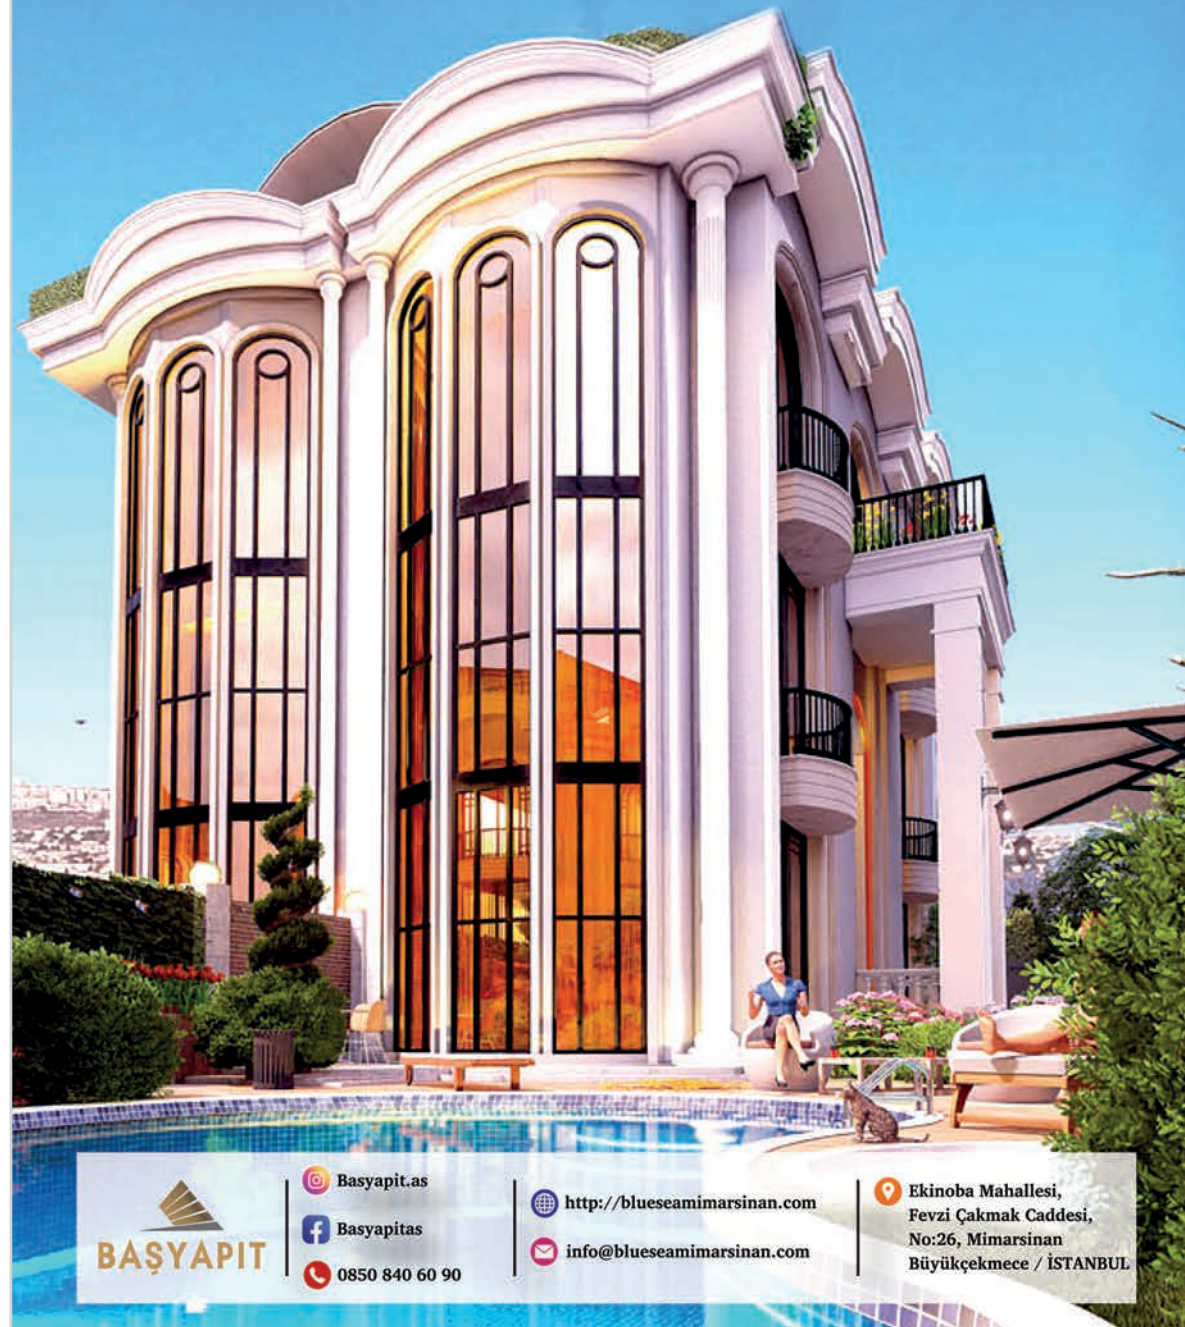 BAŞYAPIT
Basyapit.as
Basyapitas
0850 840 60 90
http://blueseamimarsinan.com
info@blueseamimarsinan.com
Ekinoba Mahallesi,
Fevzi Çakmak Caddesi,
No:26, Mimarsinan
Büyükçekmece / İSTANBUL